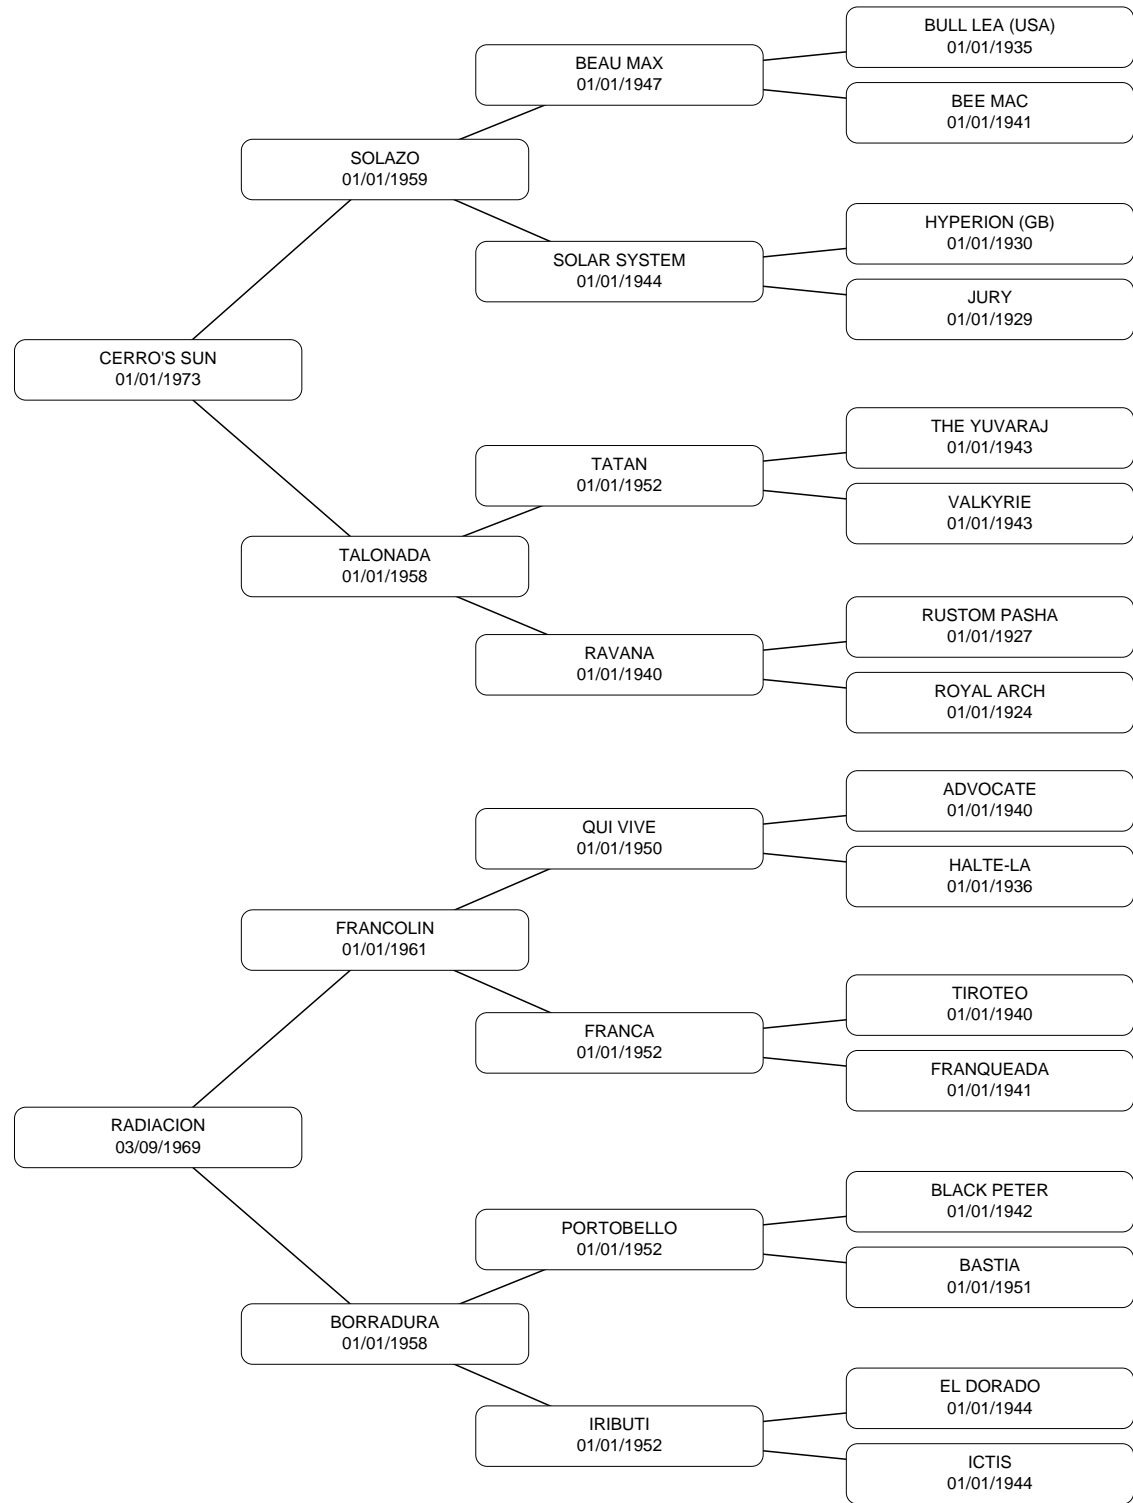 BULL LEA (USA)
01/01/1935
BEAU MAX
01/01/1947
BEE MAC
01/01/1941
SOLAZO
01/01/1959
HYPERION (GB)
01/01/1930
SOLAR SYSTEM
01/01/1944
JURY
01/01/1929
CERRO'S SUN
01/01/1973
THE YUVARAJ
01/01/1943
TATAN
01/01/1952
VALKYRIE
01/01/1943
TALONADA
01/01/1958
RUSTOM PASHA
01/01/1927
RAVANA
01/01/1940
ROYAL ARCH
01/01/1924
ADVOCATE
01/01/1940
QUI VIVE
01/01/1950
HALTE-LA
01/01/1936
FRANCOLIN
01/01/1961
TIROTEO
01/01/1940
FRANCA
01/01/1952
FRANQUEADA
01/01/1941
RADIACION
03/09/1969
BLACK PETER
01/01/1942
PORTOBELLO
01/01/1952
BASTIA
01/01/1951
BORRADURA
01/01/1958
EL DORADO
01/01/1944
IRIBUTI
01/01/1952
ICTIS
01/01/1944